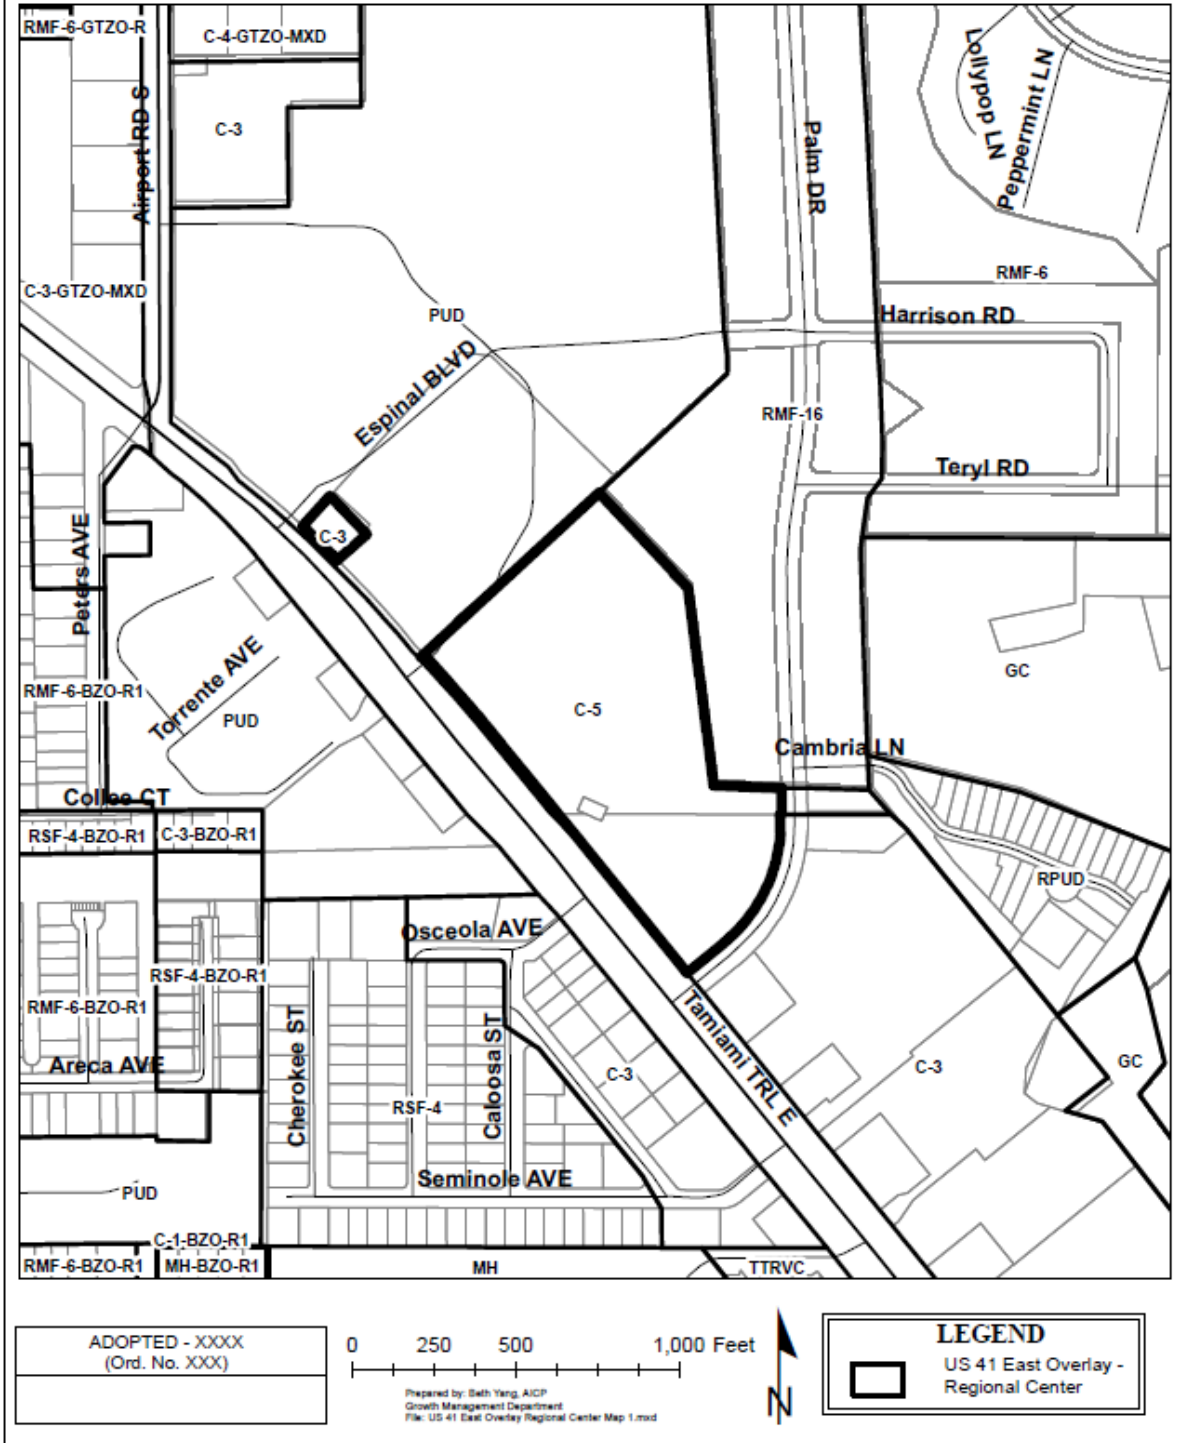 RMF-6-GTZO-R
C-4-GTZO-MXD
Lollypop LN
Peppermint LN
Airport RD S
C-3
Palm DR
RMF-6
C-3-GTZO-MXD
PUD
Harrison RD
Espinal BLVD
RMF-16
Teryl RD
C-3
Peters AVE
Torrente AVE
RMF-6-BZO-R1
PUD
C-5
GC
Cambria LN
Collee CT
RSF-4-BZO-R1
C-3-BZO-R1
RPUD
Osceola AVE
RSF-4-BZO-R1
RMF-6-BZO-R1
Areca AVE
Cherokee ST
Caloosa ST
Tamiami TRL E
C-3
C-3
GC
RSF-4
Seminole AVE
PUD
C-1-BZO-R1
RMF-6-BZO-R1
MH-BZO-R1
MH
TTRVC
ADOPTED - XXXX
(Ord. No. XXX)
0 250 500 1,000 Feet
Prepared by: Beth Yang, AICP
Growth Management Department
File: US 41 East Overlay Regional Center Map 1.mxd
N
LEGEND
US 41 East Overlay -
Regional Center